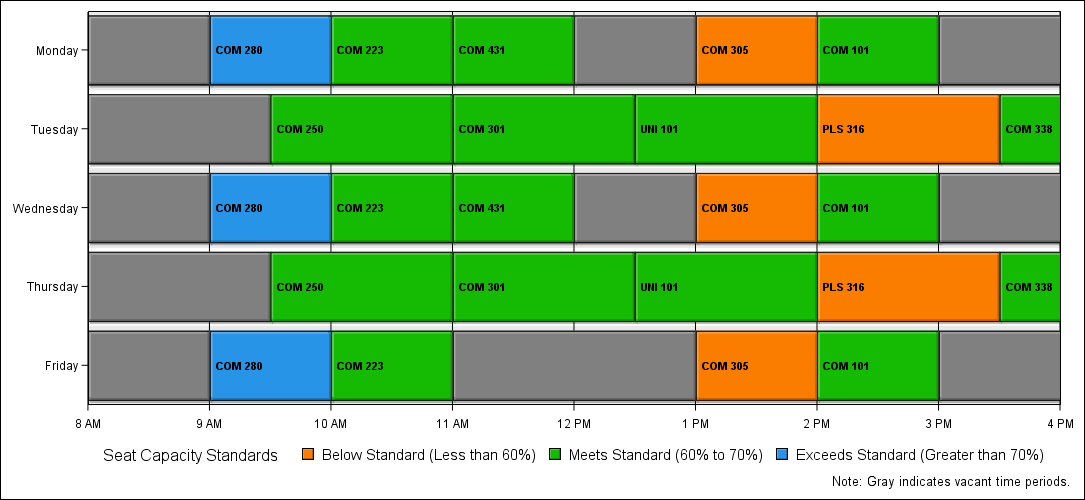 Monday COM 280 COM 223 COM 431 COM 305 COM 101
Tuesday COM 250 COM 301 UNI 101 PLS 316 COM 338
Wednesday COM 280 COM 223 COM 431 COM 305 COM 101
Thursday COM 250 COM 301 UNI 101 PLS 316 COM 338
Friday COM 280 COM 223 COM 305 COM 101
8 AM 9 AM 10 AM 11 AM 12 PM 1 PM 2 PM 3 PM 4 PM
Seat Capacity Standards Below Standard (Less than 60%) Meets Standard (60% to 70%) Exceeds Standard (Greater than 70%)
Note: Gray indicates vacant time periods.